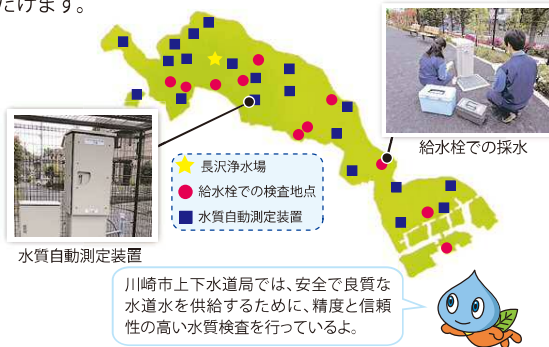 だけます。
給水栓での採水
長沢浄水場
給水栓での検査地点
水質自動測定装置
水質自動測定装置
川崎市上下水道局では、安全で良質な
水道水を供給するために、精度と信頼
性の高い水質検査を行っているよ。